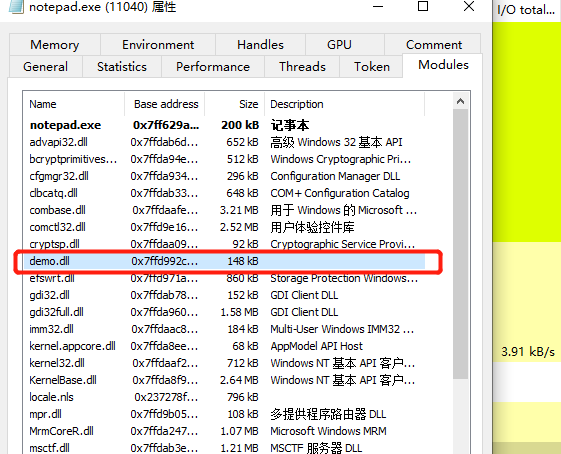 notepad.exe (11040) 属性
I/O total...
Memory Environment Handles GPU Comment
General Statistics Performance Threads Token Modules
Name Base address Size Description
notepad.exe 0x7ff629a... 200 kB 记事本
advapi32.dll 0x7ffdab6d... 652 kB 高级 Windows 32 基本 API
bcryptprimitives... 0x7ffda94e... 512 kB Windows Cryptographic Pri...
cfgmgr32.dll 0x7ffda934... 296 kB Configuration Manager DLL
clbcatq.dll 0x7ffdab33... 648 kB COM+ Configuration Catalog
combase.dll 0x7ffdaafe... 3.21 MB 用于 Windows 的 Microsoft ...
comctl32.dll 0x7ffd9e16... 2.52 MB 用户体验控件库
cryptsp.dll 0x7ffdaa09... 92 kB Cryptographic Service Provi...
demo.dll 0x7ffd992c... 148 kB
efswrt.dll 0x7ffd971a... 860 kB Storage Protection Windows...
gdi32.dll 0x7ffdab78... 152 kB GDI Client DLL
gdi32full.dll 0x7ffda960... 1.58 MB GDI Client DLL
imm32.dll 0x7ffdaac8... 184 kB Multi-User Windows IMM32 ...
kernel.appcore.dll 0x7ffda8ee... 68 kB AppModel API Host
kernel32.dll 0x7ffdaaf2... 712 kB Windows NT 基本 API 客户...
KernelBase.dll 0x7ffda8f9... 2.64 MB Windows NT 基本 API 客户...
3.91 kB/s
locale.nls 0x237278f... 796 kB
mpr.dll 0x7ffd9b05... 108 kB 多提供程序路由器 DLL
MrmCoreR.dll 0x7ffda247... 1.07 MB Microsoft Windows MRM
msctf.dll 0x7ffdab3e... 1.21 MB MSCTF 服务器 DLL